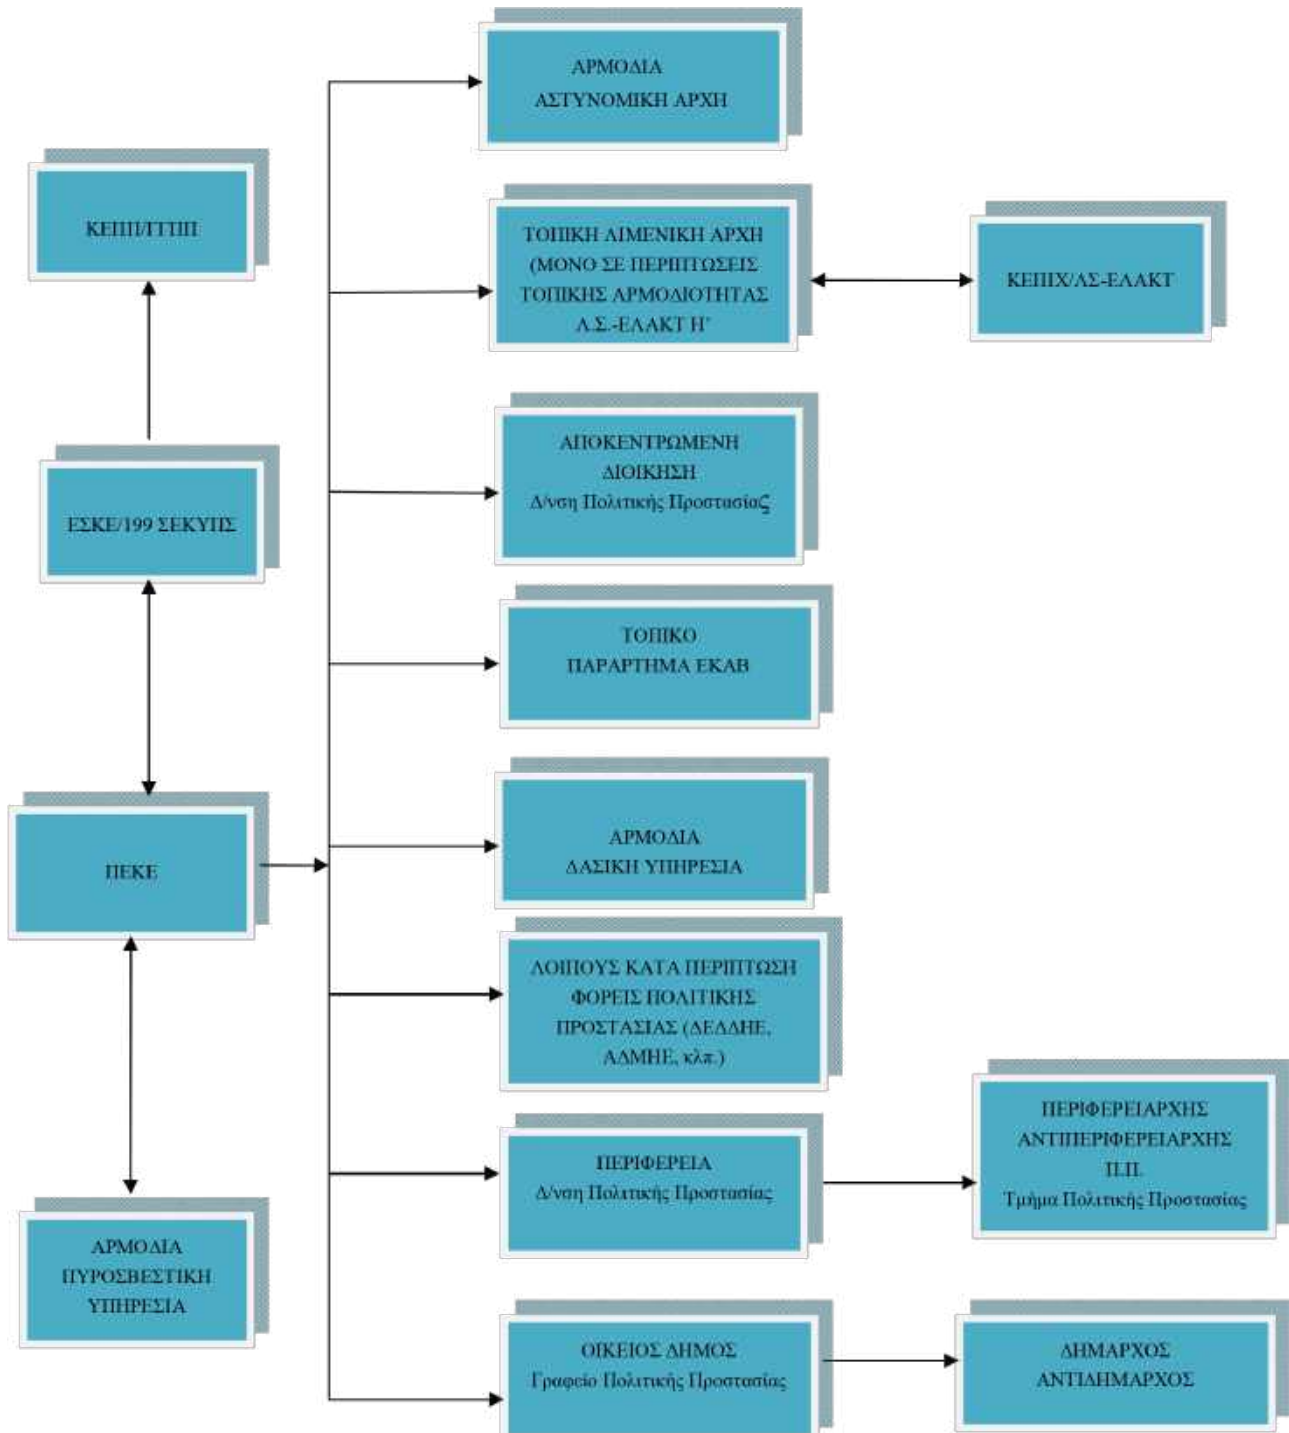 ΑΡΜΟΔΙΑ
ΑΣΤΥΝΟΜΙΚΗ ΑΡΧΗ
ΚΕΠΠ/ΓΓΠΠ
ΤΟΠΙΚΗ ΛΙΜΕΝΙΚΗ ΑΡΧΗ
(ΜΟΝΟ ΣΕ ΠΕΡΙΠΤΩΣΕΙΣ
ΤΟΠΙΚΗΣ ΑΡΜΟΔΙΟΤΗΤΑΣ
Λ.Σ.-ΕΛΑΚΤ Η΄
ΚΕΠΙΧ/ΛΣ-ΕΛΑΚΤ
ΑΠΟΚΕΝΤΡΩΜΕΝΗ
ΔΙΟΙΚΗΣΗ
Δ/νση Πολιτικής Προστασίας
ΕΣΚΕ/199 ΣΕΚΥΠΣ
ΤΟΠΙΚΟ
ΠΑΡΑΡΤΗΜΑ ΕΚΑΒ
ΑΡΜΟΔΙΑ
ΔΑΣΙΚΗ ΥΠΗΡΕΣΙΑ
ΠΕΚΕ
ΛΟΙΠΟΥΣ ΚΑΤΑ ΠΕΡΙΠΤΩΣΗ
ΦΟΡΕΙΣ ΠΟΛΙΤΙΚΗΣ
ΠΡΟΣΤΑΣΙΑΣ (ΔΕΔΔΗΕ,
ΑΔΜΗΕ, κλπ.)
ΠΕΡΙΦΕΡΕΙΑ
Δ/νση Πολιτικής Προστασίας
ΠΕΡΙΦΕΡΕΙΑΡΧΗΣ
ΑΝΤΙΠΕΡΙΦΕΡΕΙΑΡΧΗΣ
Π.Π.
Τμήμα Πολιτικής Προστασίας
ΑΡΜΟΔΙΑ
ΠΥΡΟΣΒΕΣΤΙΚΗ
ΥΠΗΡΕΣΙΑ
ΟΙΚΕΙΟΣ ΔΗΜΟΣ
Γραφείο Πολιτικής Προστασίας
ΔΗΜΑΡΧΟΣ
ΑΝΤΙΔΗΜΑΡΧΟΣ